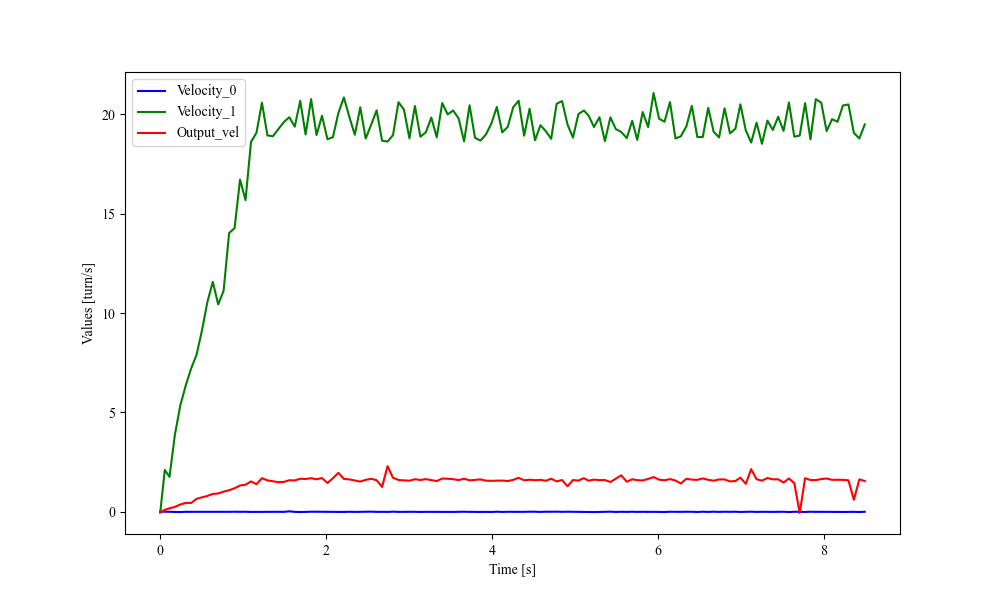 Velocity_0
Velocity_1
Output_vel
20
15
10
5
0
Values [turn/s]
0 2 4 6 8
Time [s]